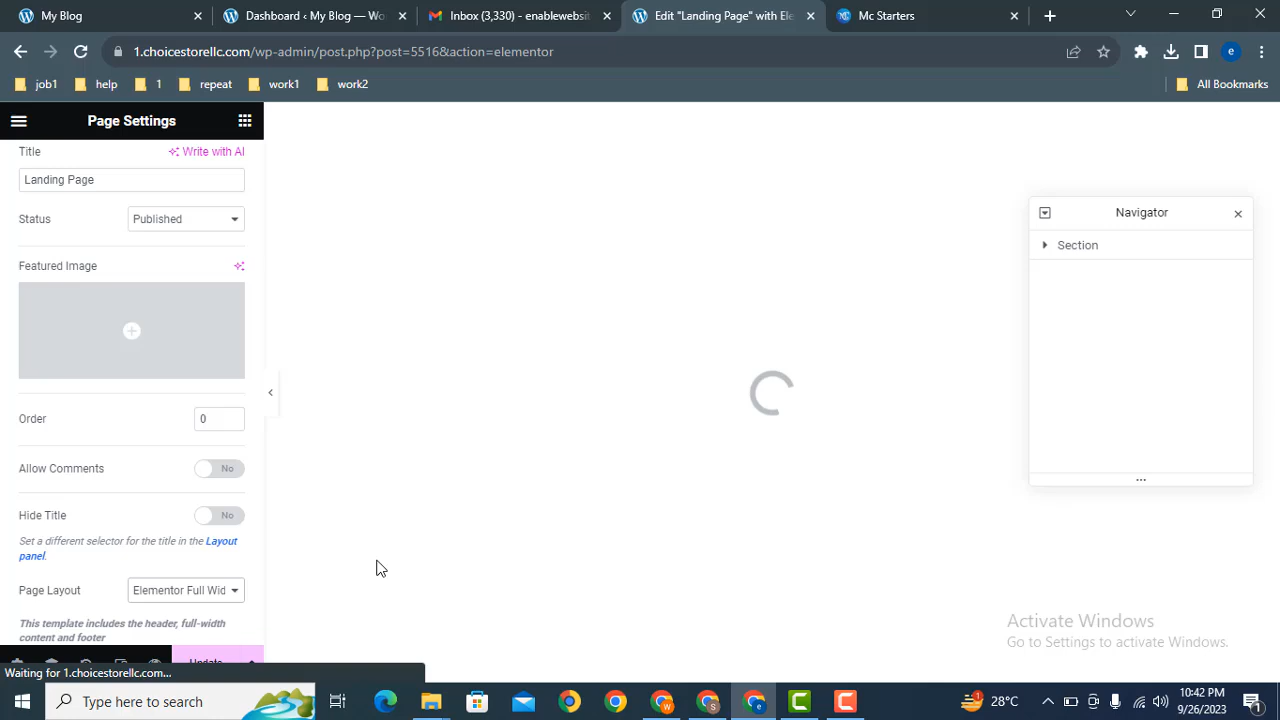 My Blog
Dashboard ‹ My Blog — Wo
Inbox (3,330) - enablewebsit
Edit "Landing Page" with Ele
Mc Starters
1.choicestorellc.com/wp-admin/post.php?post=5516&action=elementor
e
job1
help
1
repeat
work1
work2
All Bookmarks
Page Settings
Title
Write with AI
Landing Page
Status
Published
Featured Image
Order
0
Allow Comments
No
Hide Title
No
Set a different selector for the title in the Layout
panel.
Page Layout
Elementor Full Wid
This template includes the header, full-width
content and footer
Update
Navigator
Section
Activate Windows
Go to Settings to activate Windows.
Waiting for 1.choicestorellc.com...
Type here to search
28°C
10:42 PM
9/26/2023